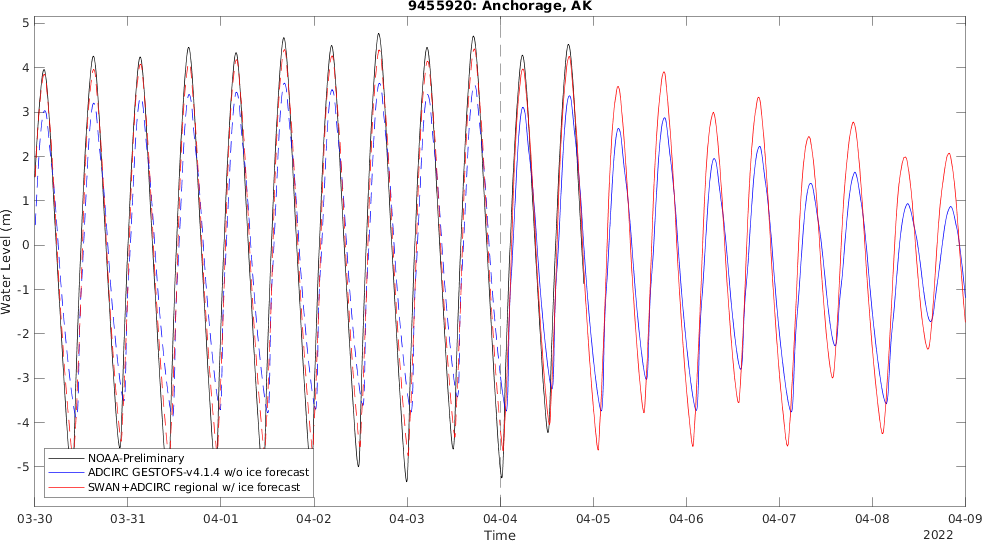 9455920: Anchorage, AK
5
4
3
2
1
0
-1
-2
-3
-4
-5
Water Level (m)
NOAA-Preliminary
ADCIRC GESTOFS-v4.1.4 w/o ice forecast
SWAN+ADCIRC regional w/ ice forecast
03-30 03-31 04-01 04-02 04-03 04-04 04-05 04-06 04-07 04-08 04-09
Time
2022